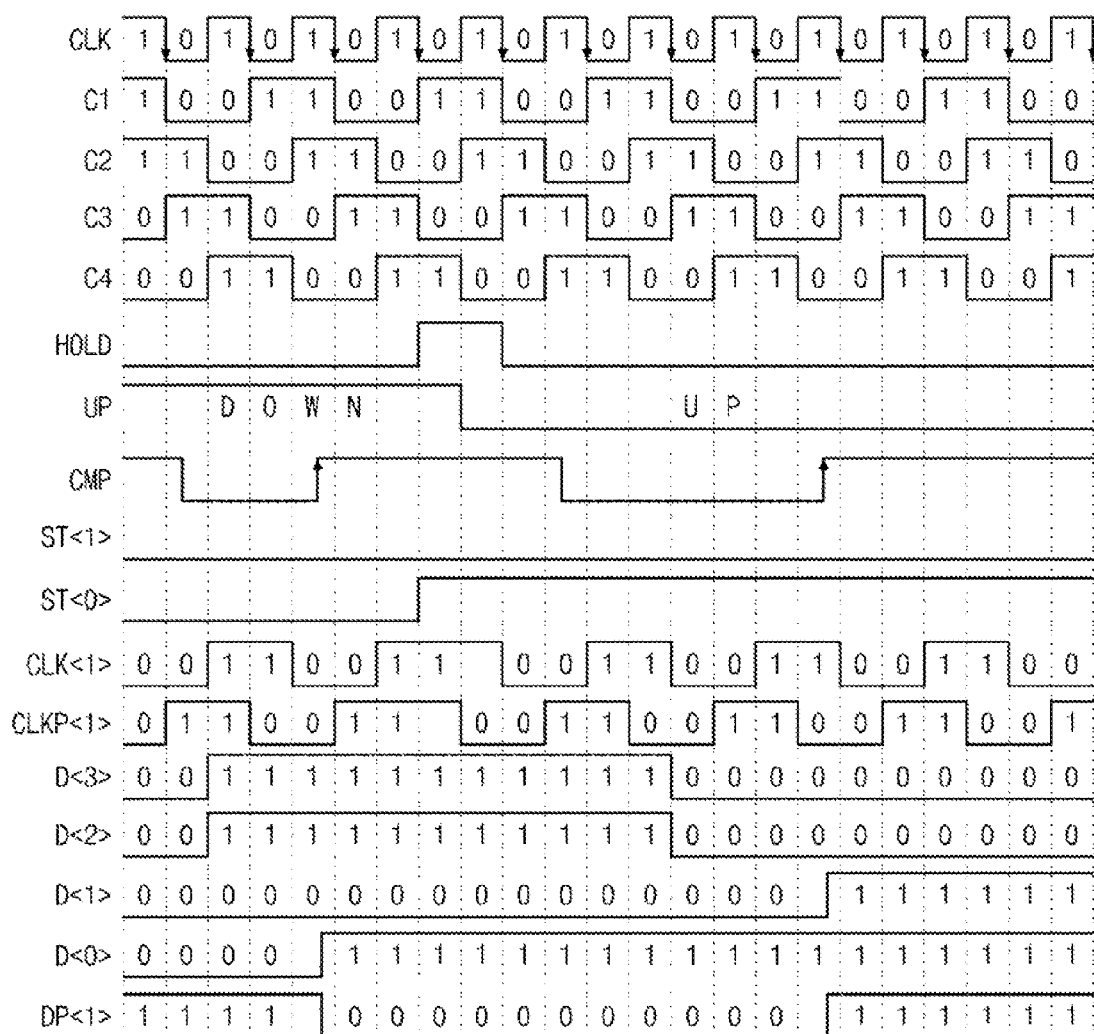 CLK 1 0 1 0 1 0 1 0 1 0 1 0 1 0 1 0 1 0 1 0 1 0 1
C1 1 0 0 1 1 0 0 1 1 0 0 1 1 0 0 1 1 0 0 1 1 0 0
C2 1 1 0 0 1 1 0 0 1 1 0 0 1 1 0 0 1 1 0 0 1 1 0
C3 0 1 1 0 0 1 1 0 0 1 1 0 0 1 1 0 0 1 1 0 0 1 1
C4 0 0 1 1 0 0 1 1 0 0 1 1 0 0 1 1 0 0 1 1 0 0 1
HOLD
UP D O W N U P
CMP
ST<1>
ST<0>
CLK<1> 0 0 1 1 0 0 1 1 0 0 1 1 0 0 1 1 0 0 1 1 0 0
CLKP<1> 0 1 1 0 0 1 1 0 0 1 1 0 0 1 1 0 0 1 1 0 0 1
D<3> 0 0 1 1 1 1 1 1 1 1 1 1 1 0 0 0 0 0 0 0 0 0 0
D<2> 0 0 1 1 1 1 1 1 1 1 1 1 1 0 0 0 0 0 0 0 0 0 0
D<1> 0 0 0 0 0 0 0 0 0 0 0 0 0 0 0 0 1 1 1 1 1 1
D<0> 0 0 0 0 1 1 1 1 1 1 1 1 1 1 1 1 1 1 1 1 1 1
DP<1> 1 1 1 1 0 0 0 0 0 0 0 0 0 0 0 1 1 1 1 1 1